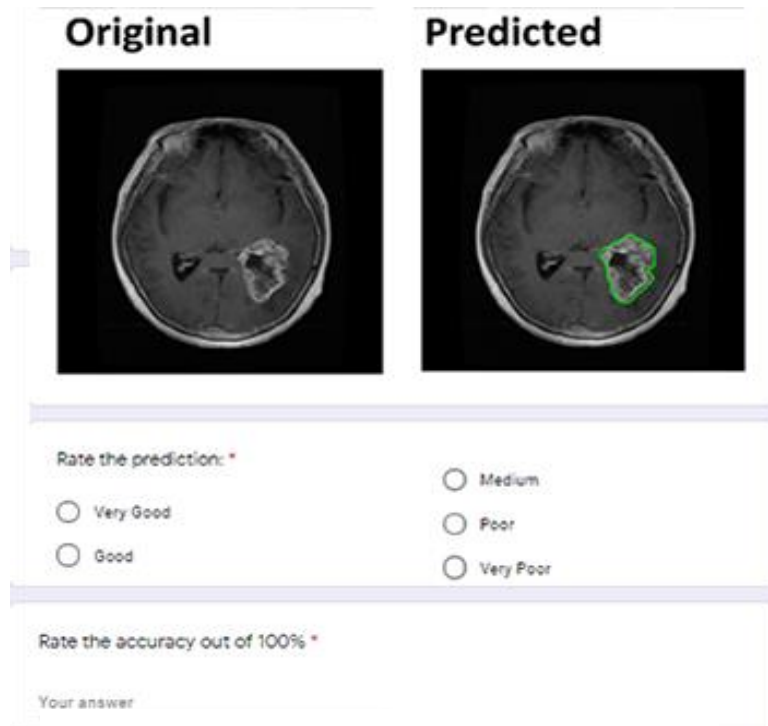 Original
Predicted
Rate the prediction: *
Very Good
Good
Medium
Poor
Very Poor
Rate the accuracy out of 100% *
Your answer